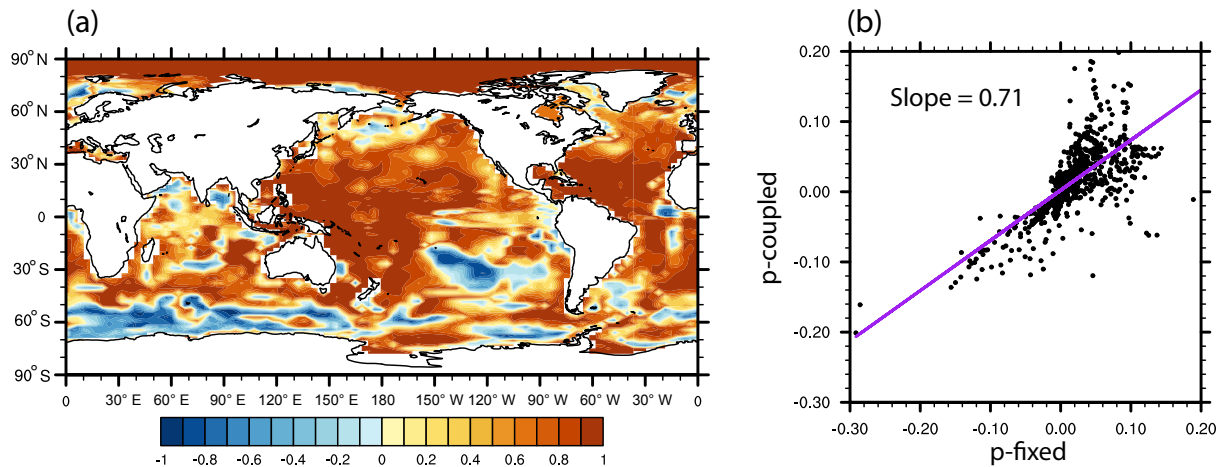 (a)
90° N
60° N
30° N
0
30° S
60° S
90° S
0 30° E 60° E 90° E 120° E 150° E 180° E 150° W 120° W 90° W 60° W 30° W 0
-1 -0.8 -0.6 -0.4 -0.2 0 0.2 0.4 0.6 0.8 1
(b)
0.20
0.10
0.00
-0.10
-0.20
-0.30
p-coupled
Slope = 0.71
-0.30 -0.20 -0.10 0.00 0.10 0.20
p-fixed